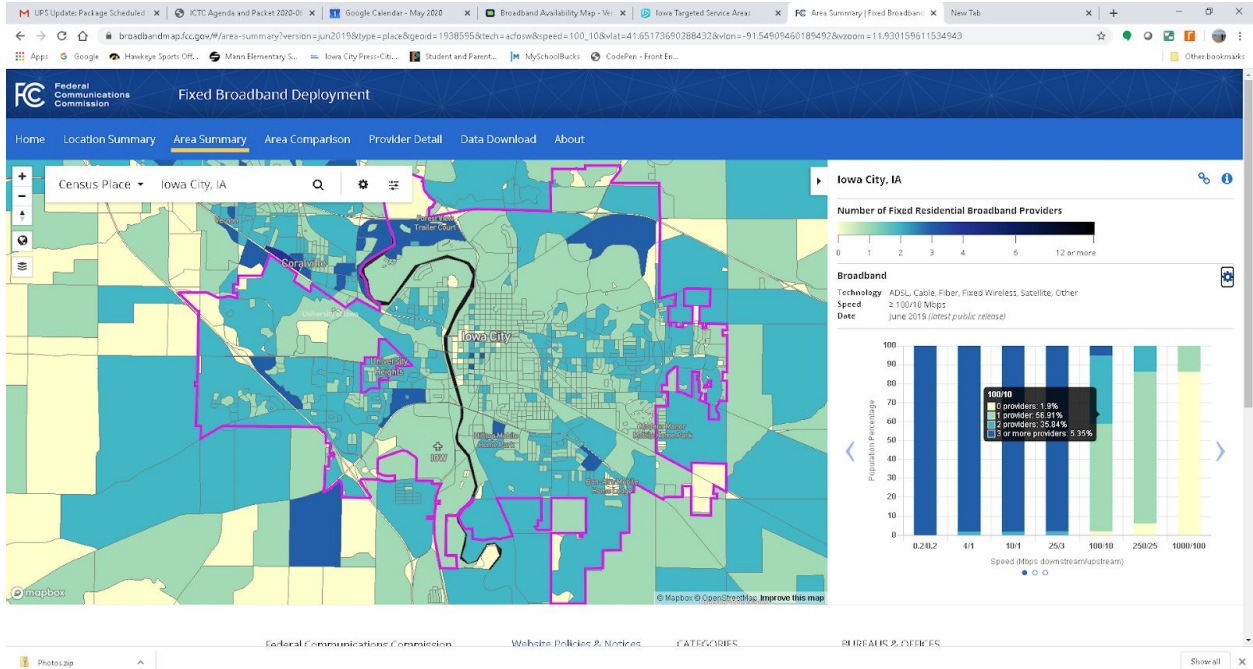 UPS Update: Package Scheduled
ICTC Agenda and Packet 2020-05
Google Calendar - May 2020
Broadband Availability Map - Ver
Iowa Targeted Service Areas
Area Summary | Fixed Broadband
New Tab
broadbandmap.fcc.gov/#/area-summary?version=jun2019&type=place&geoid=1938595&tech=acfosw&speed=100_10&vlat=41.65173690288432&vlon=-91.54909460189492&vzoom=11.930159611534943
Apps
Google
Hawkeye Sports Off...
Mann Elementary S...
Iowa City Press-Citi...
Student and Parent...
MySchoolBucks
CodePen - Front En...
Other bookmarks
FC Federal
Communications
Commission
Fixed Broadband Deployment
Home Location Summary Area Summary Area Comparison Provider Detail Data Download About
Census Place Iowa City, IA
Forest View
Trailer Court
Coralville
Iowa City
University
Heights
Hilltop Mobile
Home Park
IOW
Mobile Home Park
mapbox
© Mapbox © OpenStreetMap Improve this map
Iowa City, IA
Number of Fixed Residential Broadband Providers
0 1 2 3 4 6 12 or more
Broadband
Technology ADSL, Cable, Fiber, Fixed Wireless, Satellite, Other
Speed ≥ 100/10 Mbps
Date June 2019 (latest public release)
Population Percentage
100
90
80
70
60
50
40
30
20
10
0
100/10
0 providers: 1.9%
1 provider: 56.91%
2 providers: 35.84%
3 or more providers: 5.35%
0.2/0.2 4/1 10/1 25/3 100/10 250/25 1000/100
Speed (Mbps downstream/upstream)
Federal Communications Commission
Website Policies & Notices
CATEGORIES
BUREAUS & OFFICES
Photos.zip
Show all